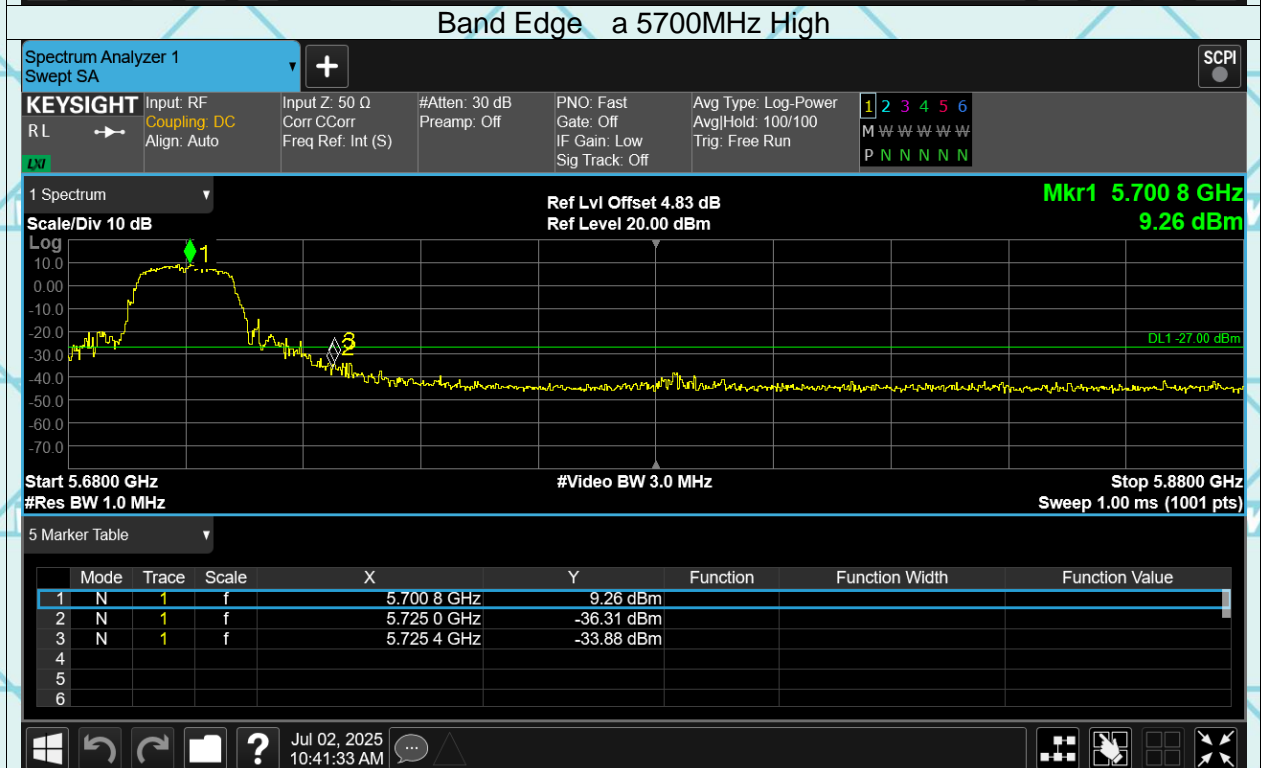 Band Edge a 5700MHz High
Spectrum Analyzer 1
Swept SA
+
SCPI
KEYSIGHT Input: RF Input Z: 50 Ω #Atten: 30 dB PNO: Fast Avg Type: Log-Power 1 2 3 4 5 6
R L Coupling: DC Corr CCorr Preamp: Off Gate: Off Avg|Hold: 100/100 M W W W W W
Align: Auto Freq Ref: Int (S) IF Gain: Low Trig: Free Run P N N N N N
LXI Sig Track: Off
1 Spectrum Mkr1 5.700 8 GHz
Ref Lvl Offset 4.83 dB 9.26 dBm
Scale/Div 10 dB Ref Level 20.00 dBm
Log
1
10.0
0.00
-10.0
-20.0
DL1 -27.00 dBm
3
2
-30.0
-40.0
-50.0
-60.0
-70.0
Start 5.6800 GHz #Video BW 3.0 MHz Stop 5.8800 GHz
#Res BW 1.0 MHz Sweep 1.00 ms (1001 pts)
5 Marker Table
Mode Trace Scale X Y Function Function Width Function Value
1 N 1 f 5.700 8 GHz 9.26 dBm
2 N 1 f 5.725 0 GHz -36.31 dBm
3 N 1 f 5.725 4 GHz -33.88 dBm
4
5
6
? Jul 02, 2025
10:41:33 AM